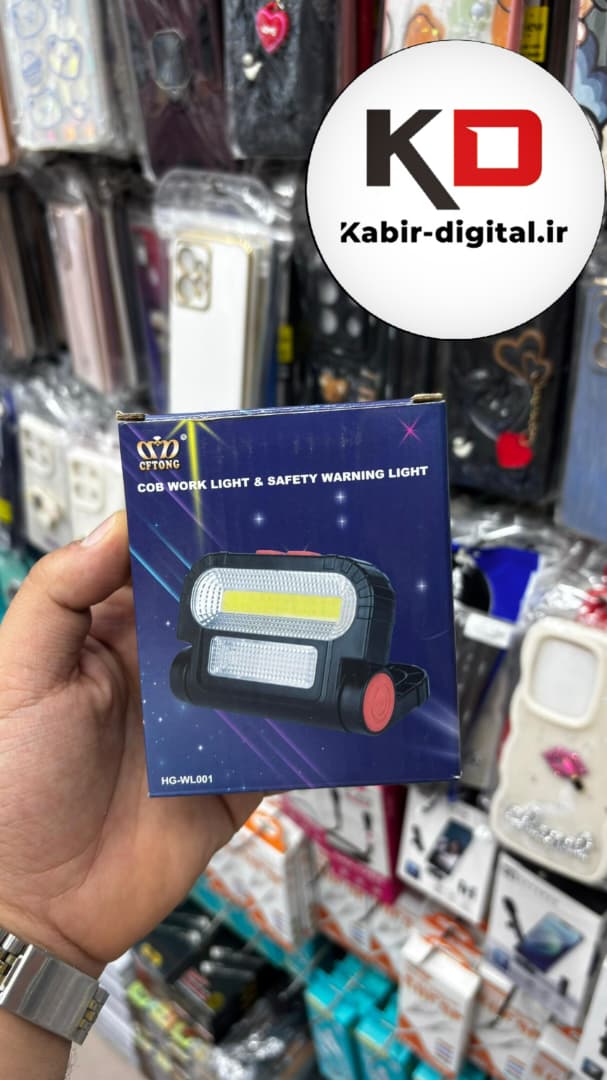 KD
Kabir-digital.ir
CFTONG®
COB WORK LIGHT & SAFETY WARNING LIGHT
HG-WL001